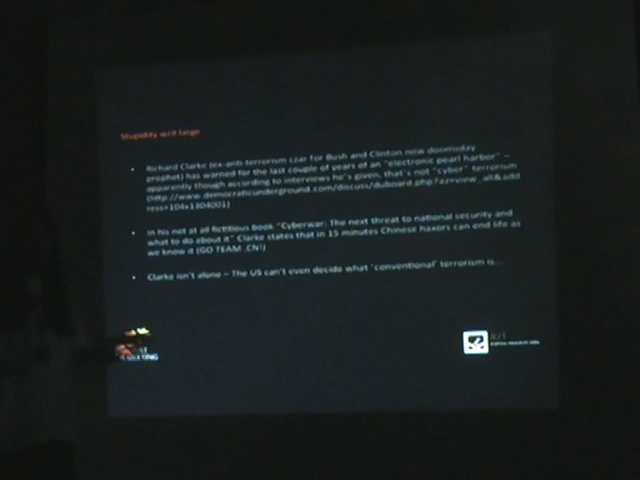 Stupidity writ large
• Richard Clarke (ex-anti-terrorism czar for Bush and Clinton now doomsday
prophet) has warned for the last couple of years of an "electronic pearl harbor" –
apparently though according to interviews he's given, that's not "cyber" terrorism
(http://www.democraticunderground.com/discuss/duboard.php?az=view_all&add
ress=104x1304001)
• In his not at all fictitious book "Cyberwar: The next threat to national security and
what to do about it" Clarke states that in 15 minutes Chinese haxors can end life as
we know it (GO TEAM .CN!)
• Clarke isn't alone – The US can't even decide what 'conventional' terrorism is...
research labs